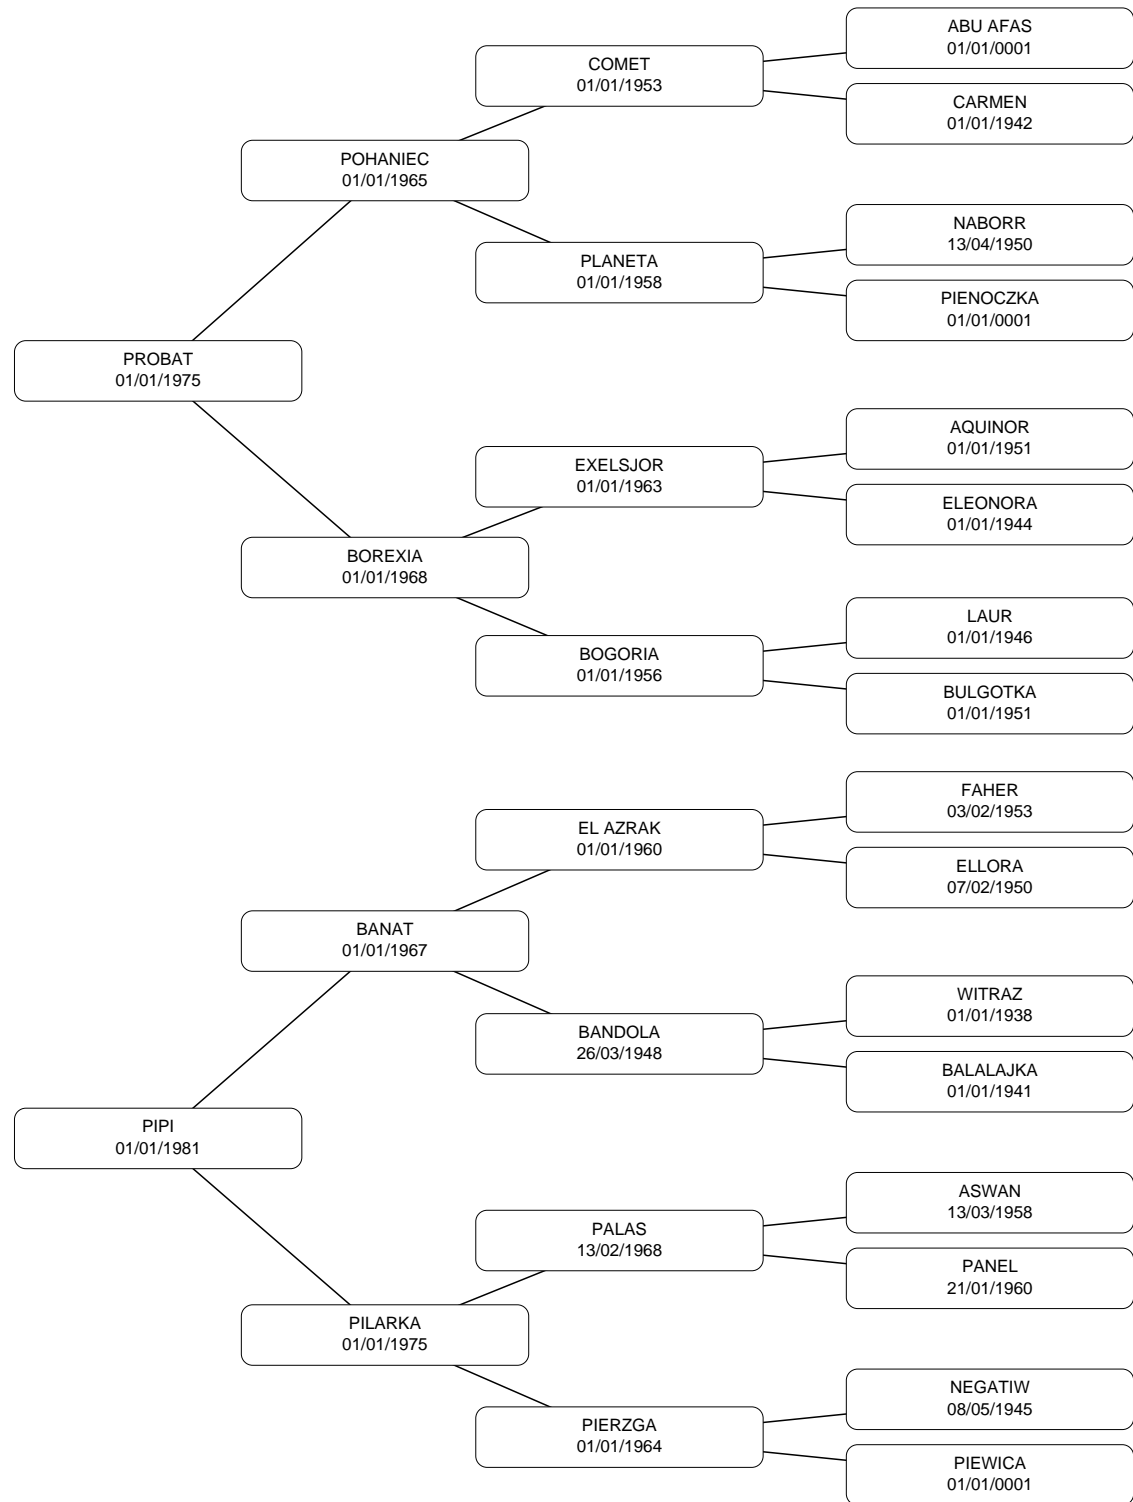 ABU AFAS
01/01/0001
COMET
01/01/1953
CARMEN
01/01/1942
POHANIEC
01/01/1965
NABORR
13/04/1950
PLANETA
01/01/1958
PIENOCZKA
01/01/0001
PROBAT
01/01/1975
AQUINOR
01/01/1951
EXELSJOR
01/01/1963
ELEONORA
01/01/1944
BOREXIA
01/01/1968
LAUR
01/01/1946
BOGORIA
01/01/1956
BULGOTKA
01/01/1951
FAHER
03/02/1953
EL AZRAK
01/01/1960
ELLORA
07/02/1950
BANAT
01/01/1967
WITRAZ
01/01/1938
BANDOLA
26/03/1948
BALALAJKA
01/01/1941
PIPI
01/01/1981
ASWAN
13/03/1958
PALAS
13/02/1968
PANEL
21/01/1960
PILARKA
01/01/1975
NEGATIW
08/05/1945
PIERZGA
01/01/1964
PIEWICA
01/01/0001